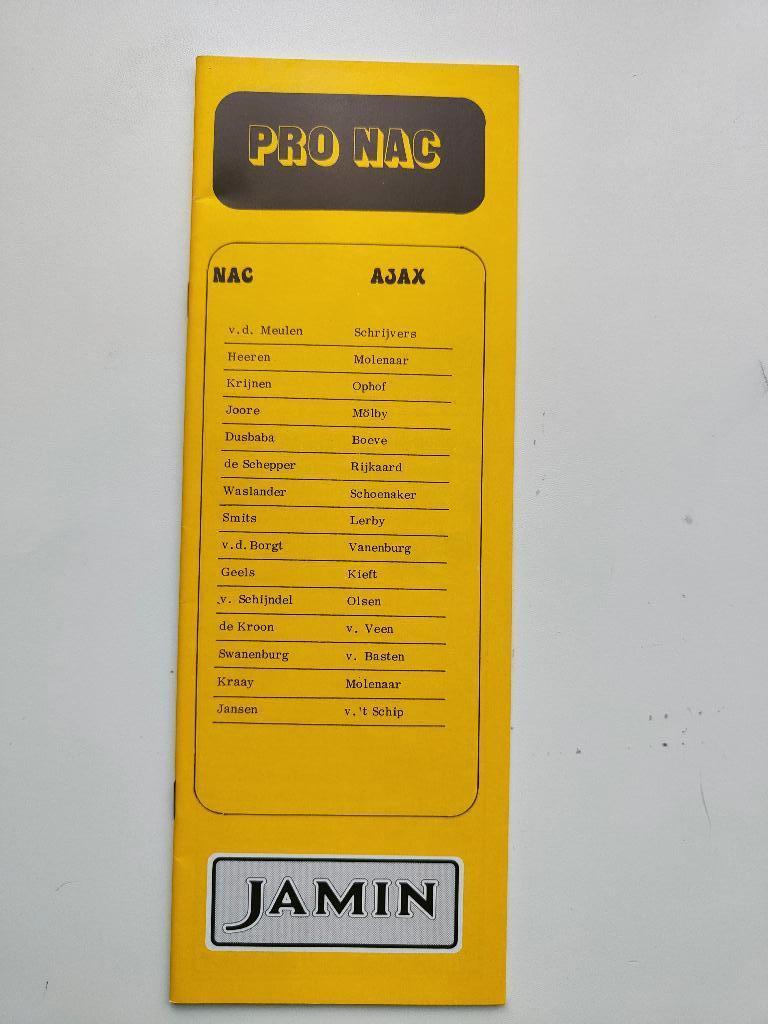 PRO NAC
NAC AJAX
v.d. Meulen Schrijvers
Heeren Molenaar
Krijnen Ophof
Joore Mölby
Dusbaba Boeve
de Schepper Rijkaard
Waslander Schoenaker
Smits Lerby
v.d. Borgt Vanenburg
Geels Kieft
v. Schijndel Olsen
de Kroon v. Veen
Swanenburg v. Basten
Kraay Molenaar
Jansen v.'t Schip
JAMIN